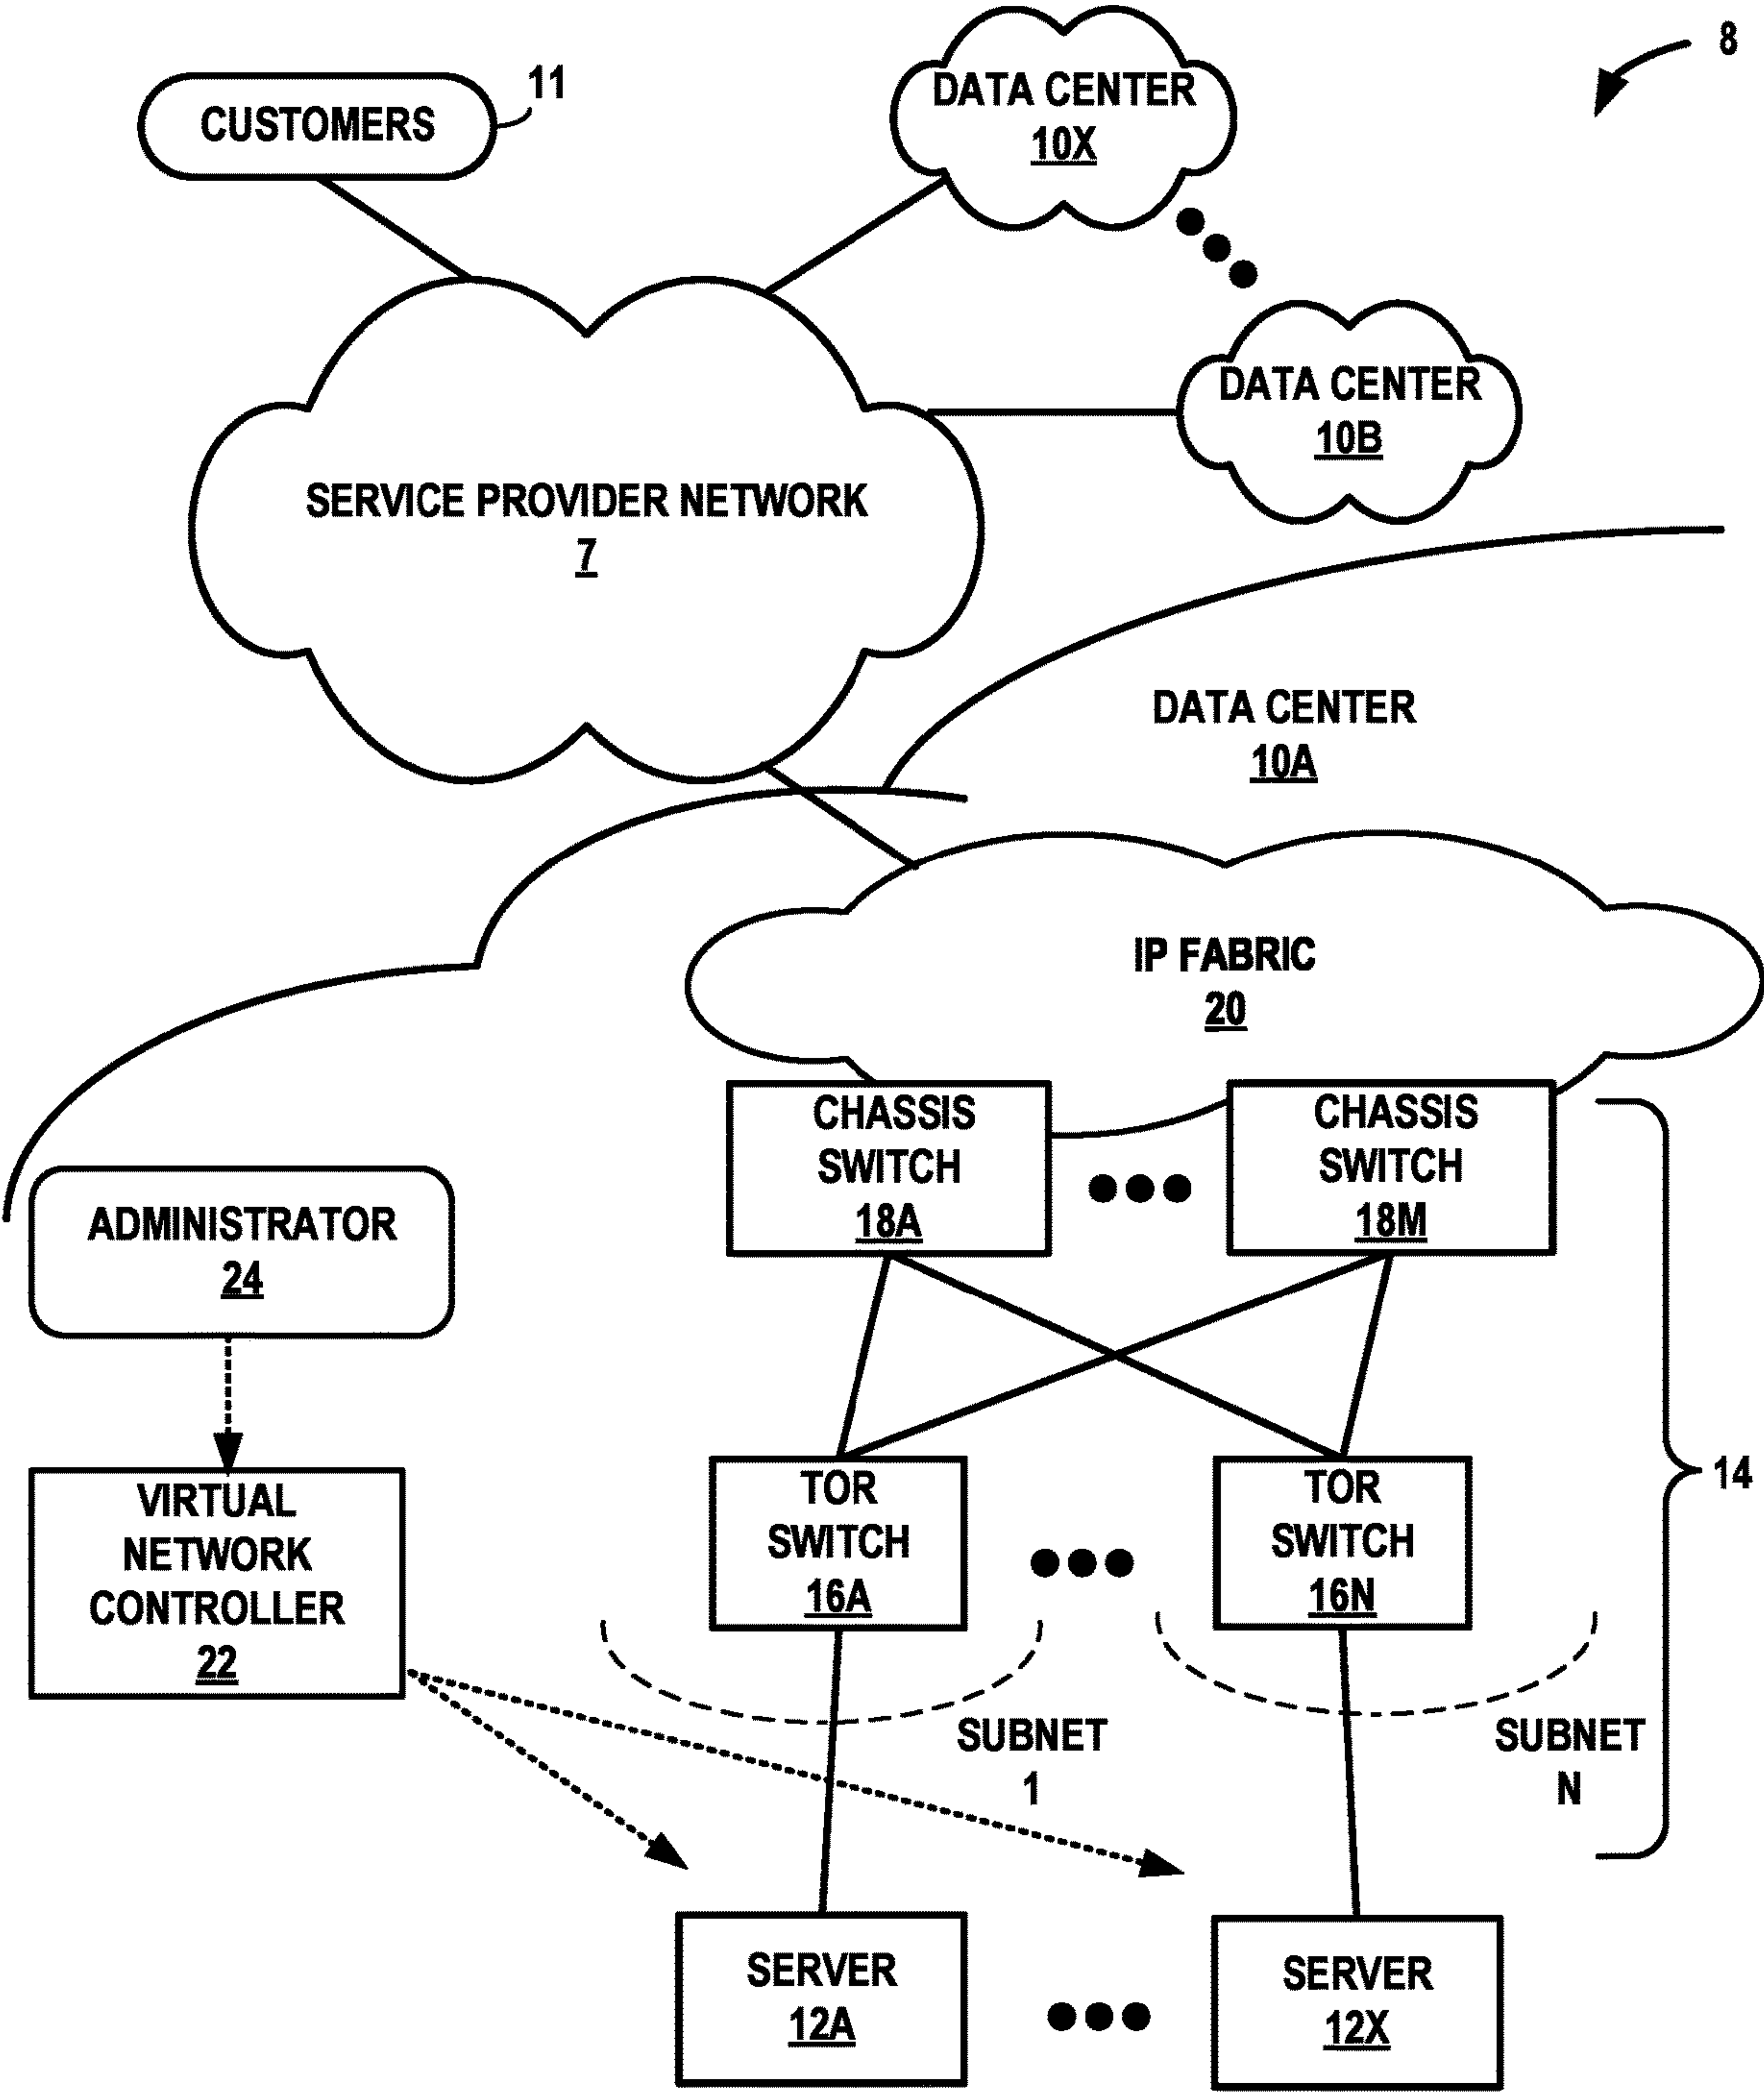 8
11
CUSTOMERS
DATA CENTER
10X
DATA CENTER
10B
SERVICE PROVIDER NETWORK
7
DATA CENTER
10A
IP FABRIC
20
CHASSIS
SWITCH
18A
CHASSIS
SWITCH
18M
ADMINISTRATOR
24
VIRTUAL
NETWORK
CONTROLLER
22
TOR
SWITCH
16A
TOR
SWITCH
16N
14
SUBNET
1
SUBNET
N
SERVER
12A
SERVER
12X